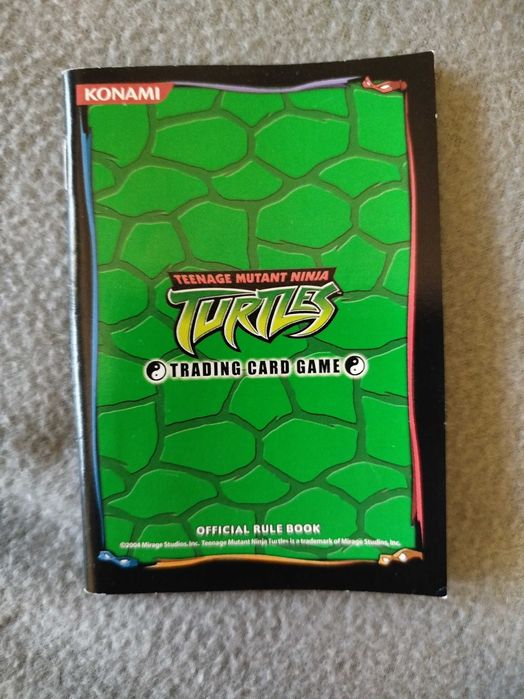 KONAMI
TEENAGE MUTANT NINJA
TURTLES
TRADING CARD GAME
OFFICIAL RULE BOOK
©2004 Mirage Studios, Inc. Teenage Mutant Ninja Turtles is a trademark of Mirage Studios, Inc.